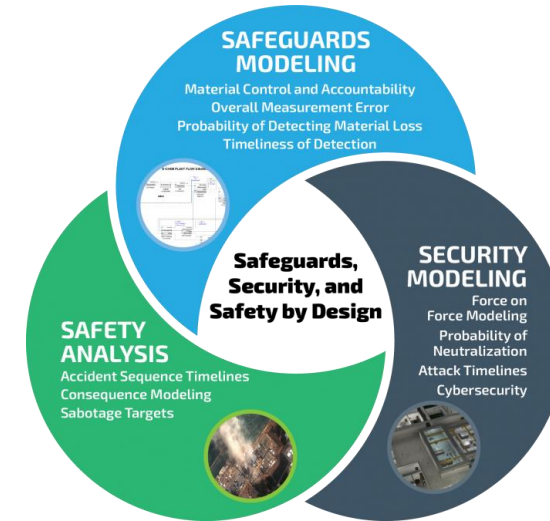 SAFEGUARDS
MODELING
Material Control and Accountability
Overall Measurement Error
Probability of Detecting Material Loss
Timeliness of Detection
Safeguards,
Security, and
Safety by Design
SECURITY
MODELING
Force on
Force Modeling
Probability of
Neutralization
Attack Timelines
Cybersecurity
SAFETY
ANALYSIS
Accident Sequence Timelines
Consequence Modeling
Sabotage Targets